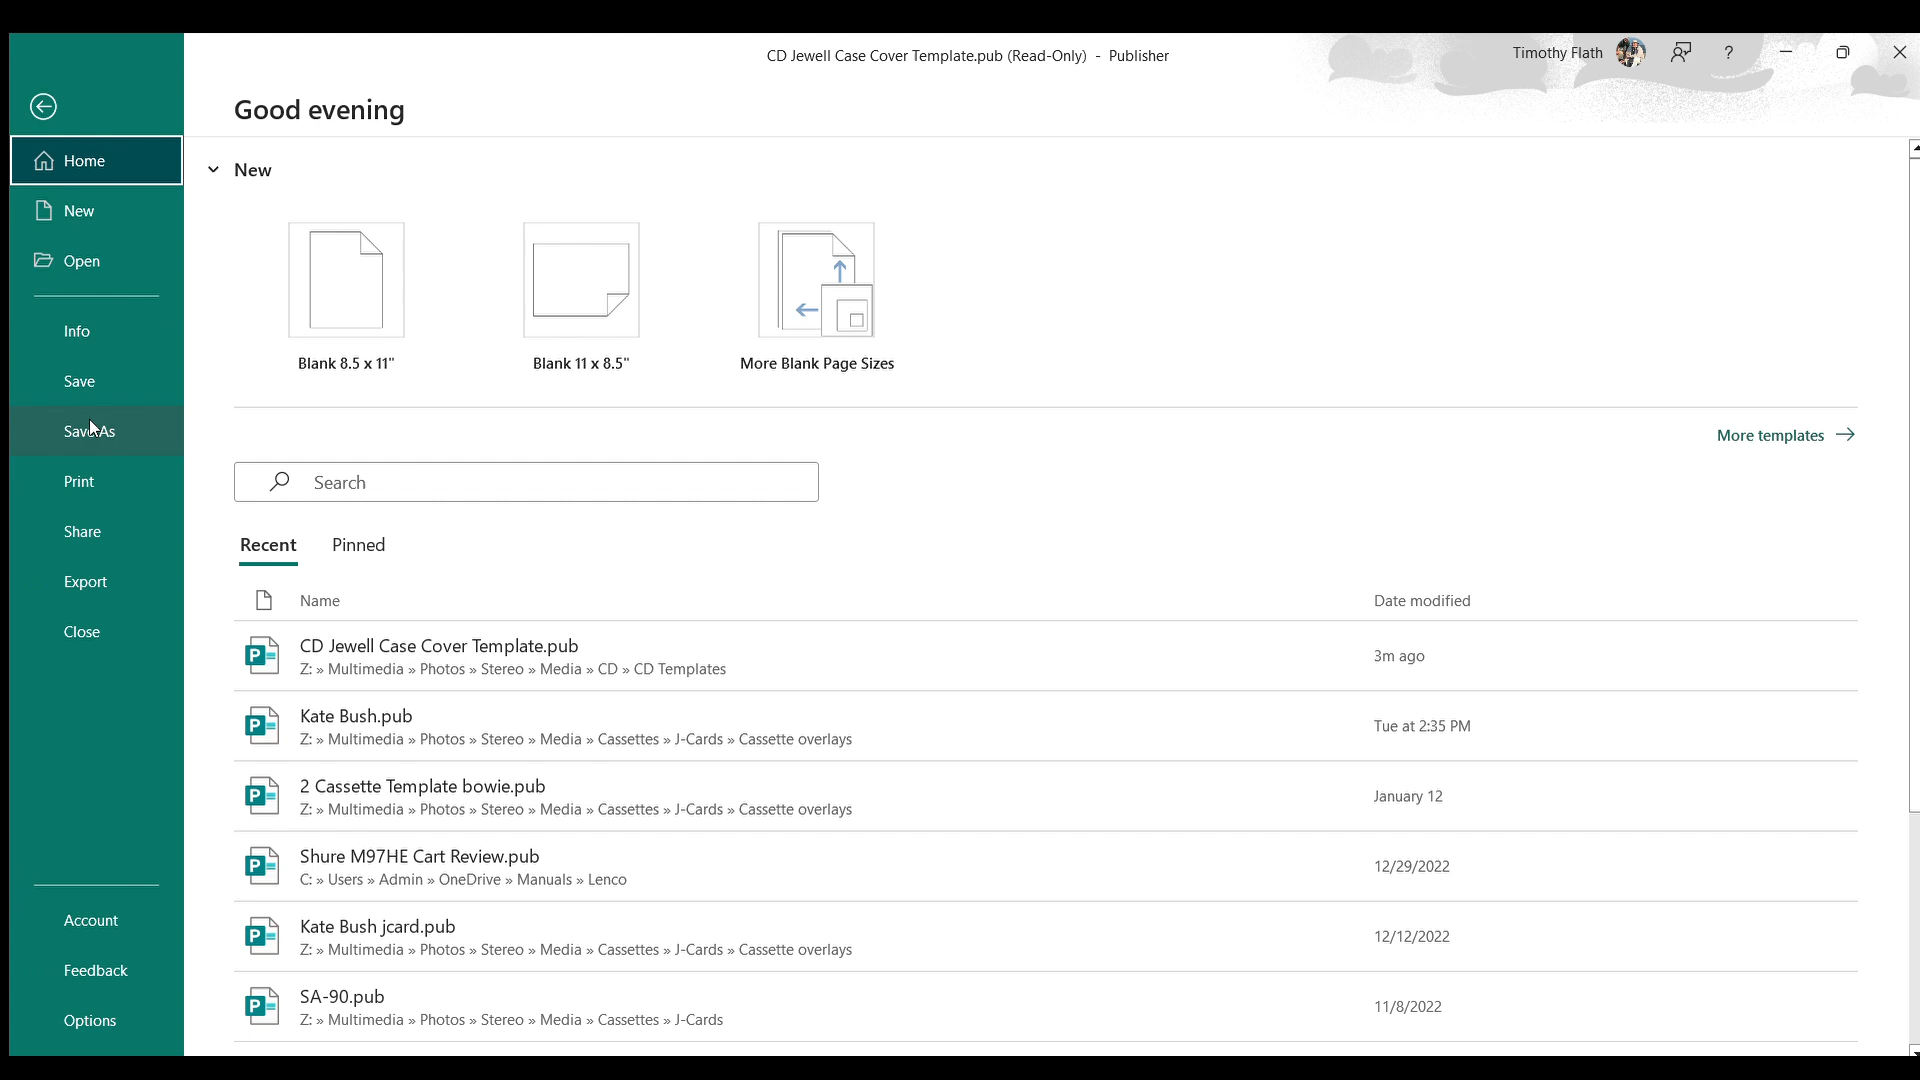 CD Jewell Case Cover Template.pub (Read-Only) - Publisher
Timothy Flath
?
Good evening
Home
New
Open
Info
Save
Save As
Print
Share
Export
Close
Account
Feedback
Options
New
Blank 8.5 x 11"
Blank 11 x 8.5"
More Blank Page Sizes
More templates
Search
Recent
Pinned
Name
Date modified
CD Jewell Case Cover Template.pub
Z: » Multimedia » Photos » Stereo » Media » CD » CD Templates
3m ago
Kate Bush.pub
Z: » Multimedia » Photos » Stereo » Media » Cassettes » J-Cards » Cassette overlays
Tue at 2:35 PM
2 Cassette Template bowie.pub
Z: » Multimedia » Photos » Stereo » Media » Cassettes » J-Cards » Cassette overlays
January 12
Shure M97HE Cart Review.pub
C: » Users » Admin » OneDrive » Manuals » Lenco
12/29/2022
Kate Bush jcard.pub
Z: » Multimedia » Photos » Stereo » Media » Cassettes » J-Cards » Cassette overlays
12/12/2022
SA-90.pub
Z: » Multimedia » Photos » Stereo » Media » Cassettes » J-Cards
11/8/2022